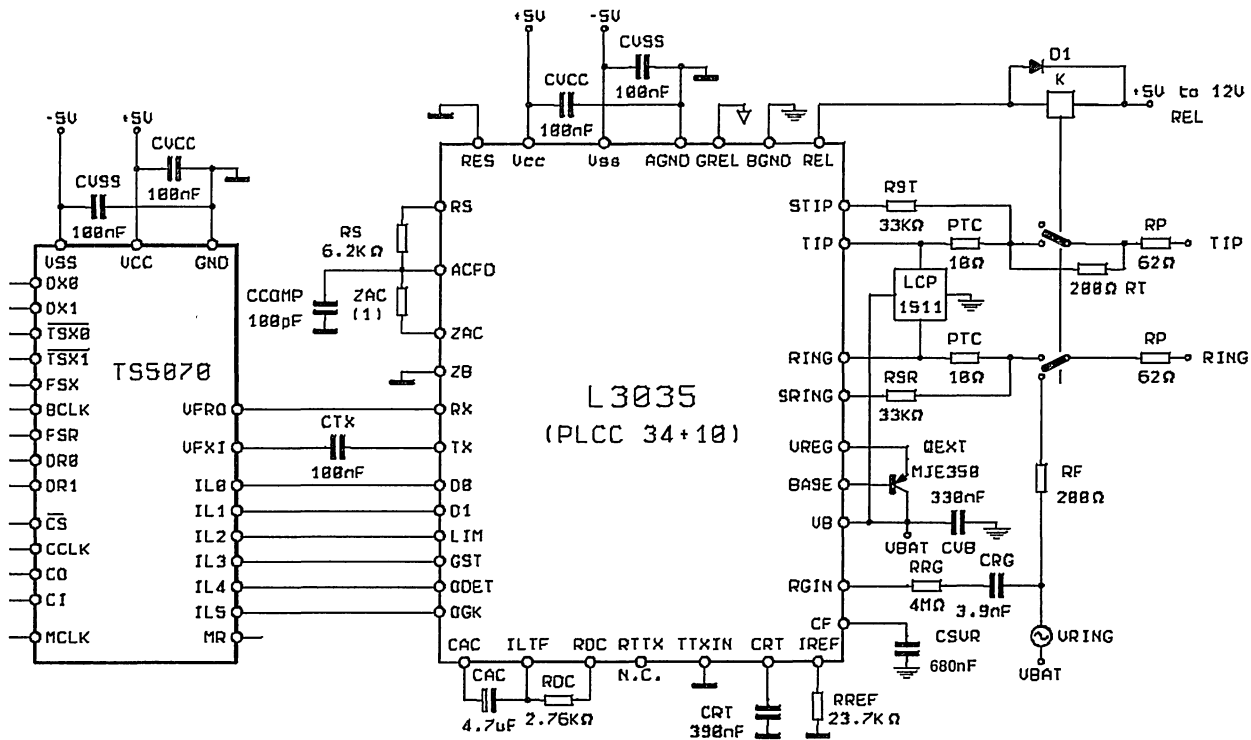 +5V
-5V
CVSS
100nF
CVCC
100nF
D1
K
+5V to 12V
REL
-5V
+5V
CVCC
100nF
CVSS
100nF
RES
Vcc
Vss
AGND
GREL
BGND
REL
VSS
VCC
GND
DX0
DX1
TSX0
TSX1
FSX
BCLK
FSR
DR0
DR1
CS
CCLK
CO
CI
MCLK
TS5070
VFRO
VFXI
IL0
IL1
IL2
IL3
IL4
IL5
MR
RS
6.2KΩ
CCOMP
100pF
ZAC
(1)
CTX
100nF
RS
ACFD
ZAC
ZB
RX
TX
D0
D1
LIM
GST
ODET
OGK
L3035
(PLCC 34+10)
STIP
TIP
RING
SRING
VREG
BASE
VB
RGIN
CF
RST
33KΩ
PTC
10Ω
RP
62Ω
TIP
200Ω RT
LCP
1511
PTC
10Ω
RP
62Ω
RING
RSR
33KΩ
QEXT
MJE350
330nF
VBAT
CVB
RF
200Ω
RRG
4MΩ
CRG
3.9nF
CSVR
680nF
VRING
VBAT
CAC
ILTF
RDC
RTTX
N.C.
TTXIN
CRT
IREF
CAC
4.7uF
RDC
2.76KΩ
CRT
390nF
RREF
23.7KΩ